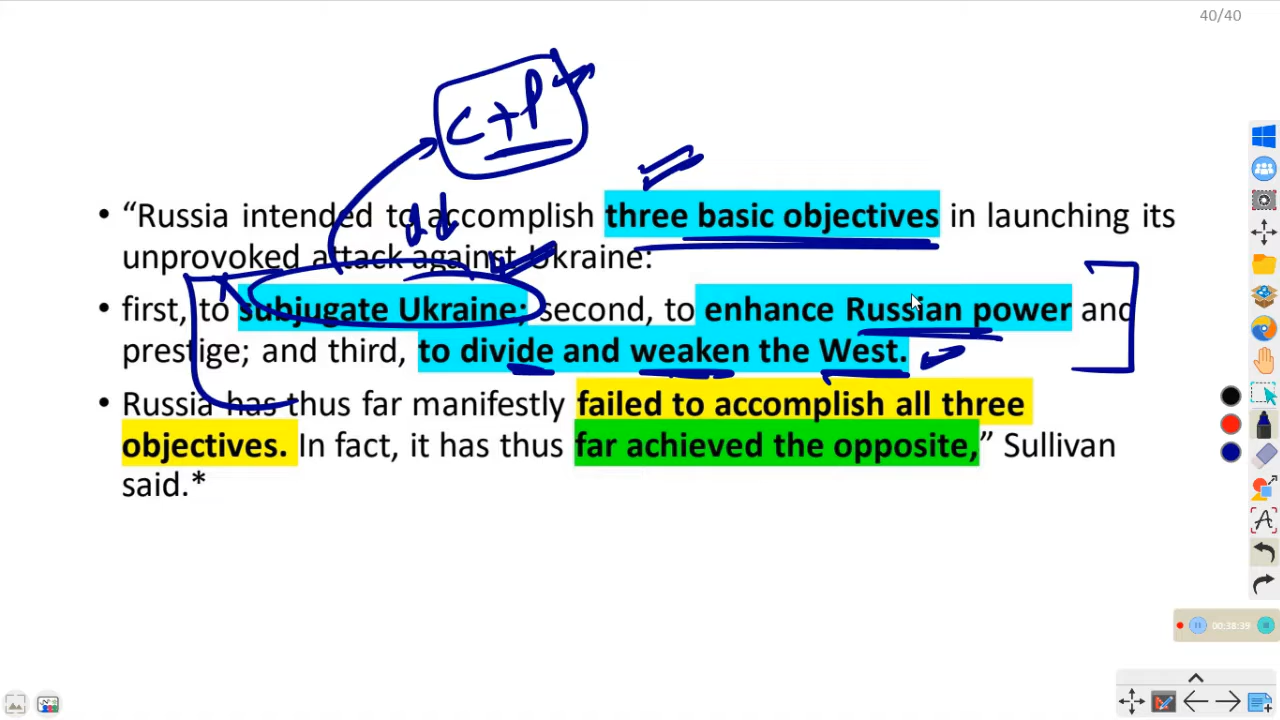 40/40
C+P
• “Russia intended to accomplish three basic objectives in launching its
unprovoked attack against Ukraine:
• first, to subjugate Ukraine; second, to enhance Russian power and
prestige; and third, to divide and weaken the West.
• Russia has thus far manifestly failed to accomplish all three
objectives. In fact, it has thus far achieved the opposite,” Sullivan
said.*
00:38:39